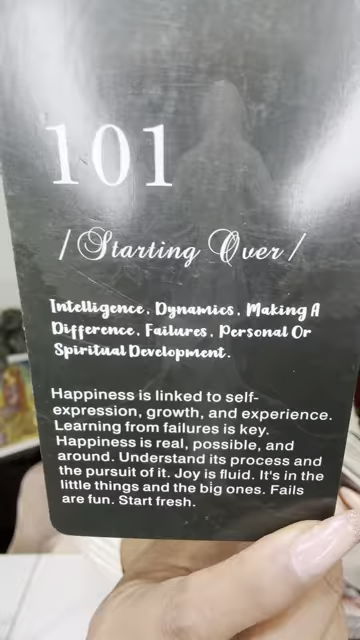 101
/Starting Over/
Intelligence, Dynamics, Making A
Difference, Failures, Personal Or
Spiritual Development.
Happiness is linked to self-
expression, growth, and experience.
Learning from failures is key.
Happiness is real, possible, and
around. Understand its process and
the pursuit of it. Joy is fluid. It's in the
little things and the big ones. Fails
are fun. Start fresh.